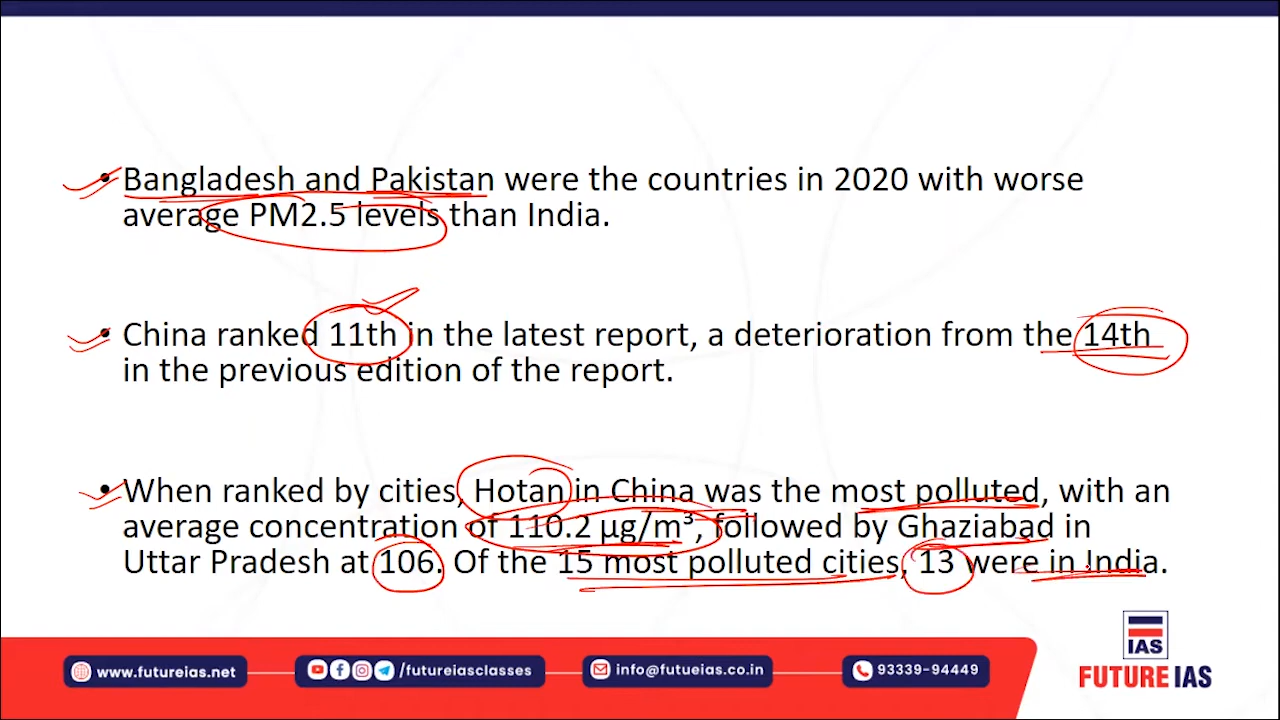 • Bangladesh and Pakistan were the countries in 2020 with worse
average PM2.5 levels than India.
• China ranked 11th in the latest report, a deterioration from the 14th
in the previous edition of the report.
• When ranked by cities, Hotan in China was the most polluted, with an
average concentration of 110.2 µg/m³, followed by Ghaziabad in
Uttar Pradesh at 106. Of the 15 most polluted cities, 13 were in India.
IAS
FUTURE IAS
www.futureias.net
/futureiasclasses
info@futueias.co.in
93339-94449